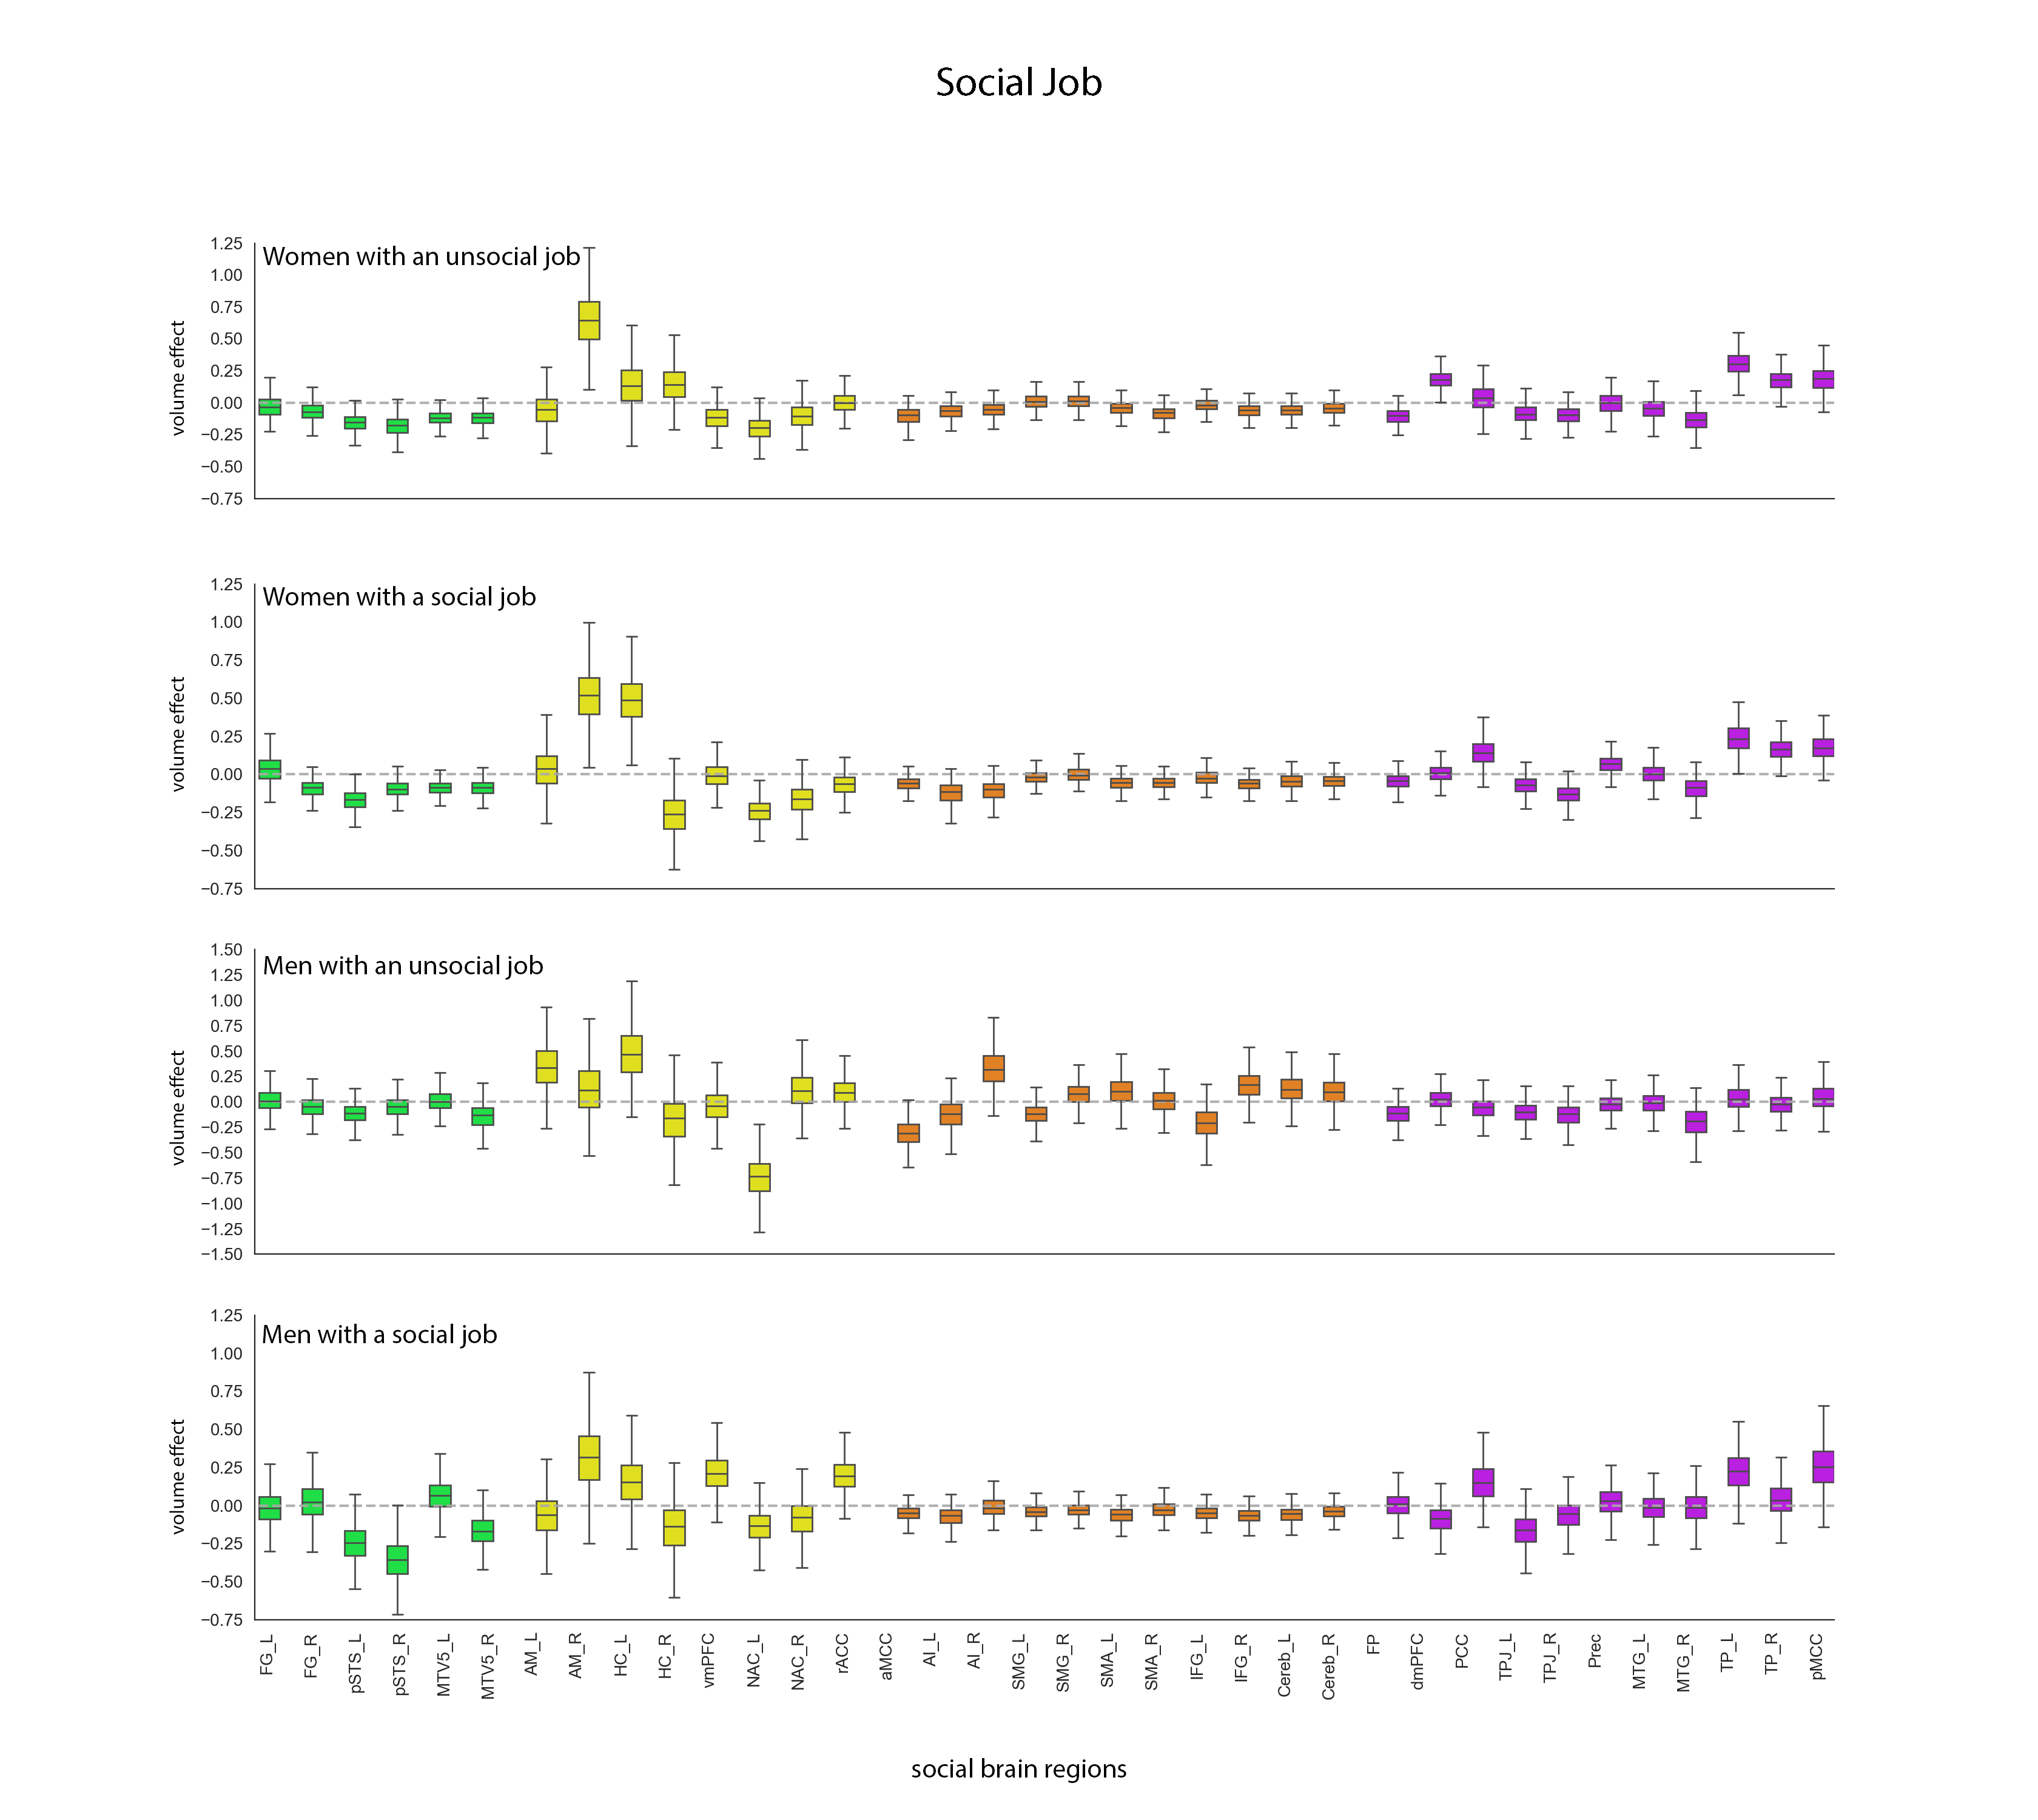 Social Job
Women with an unsocial job
volume effect
1.25
1.00
0.75
0.50
0.25
0.00
−0.25
−0.50
−0.75
Women with a social job
volume effect
1.25
1.00
0.75
0.50
0.25
0.00
−0.25
−0.50
−0.75
Men with an unsocial job
volume effect
1.50
1.25
1.00
0.75
0.50
0.25
0.00
−0.25
−0.50
−0.75
−1.00
−1.25
−1.50
Men with a social job
volume effect
1.25
1.00
0.75
0.50
0.25
0.00
−0.25
−0.50
−0.75
FG_L
FG_R
pSTS_L
pSTS_R
MTV5_L
MTV5_R
AM_L
AM_R
HC_L
HC_R
vmPFC
NAC_L
NAC_R
rACC
aMCC
AI_L
AI_R
SMG_L
SMG_R
SMA_L
SMA_R
IFG_L
IFG_R
Cereb_L
Cereb_R
FP
dmPFC
PCC
TPJ_L
TPJ_R
Prec
MTG_L
MTG_R
TP_L
TP_R
pMCC
social brain regions